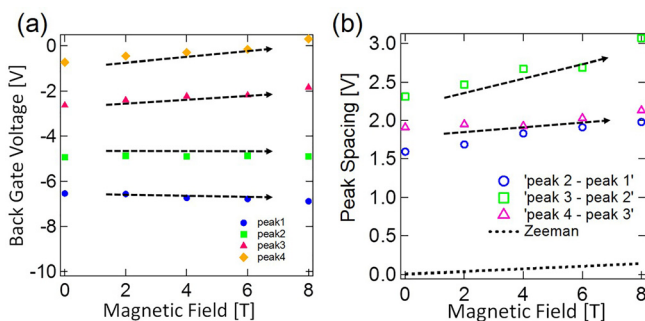 (a)
0
-2
-4
-6
-8
-10
Back Gate Voltage [V]
peak1
peak2
peak3
peak4
0
2
4
6
8
Magnetic Field [T]
(b)
3.0
2.5
2.0
1.5
1.0
0.5
0.0
Peak Spacing [V]
'peak 2 - peak 1'
'peak 3 - peak 2'
'peak 4 - peak 3'
Zeeman
0
2
4
6
8
Magnetic Field [T]